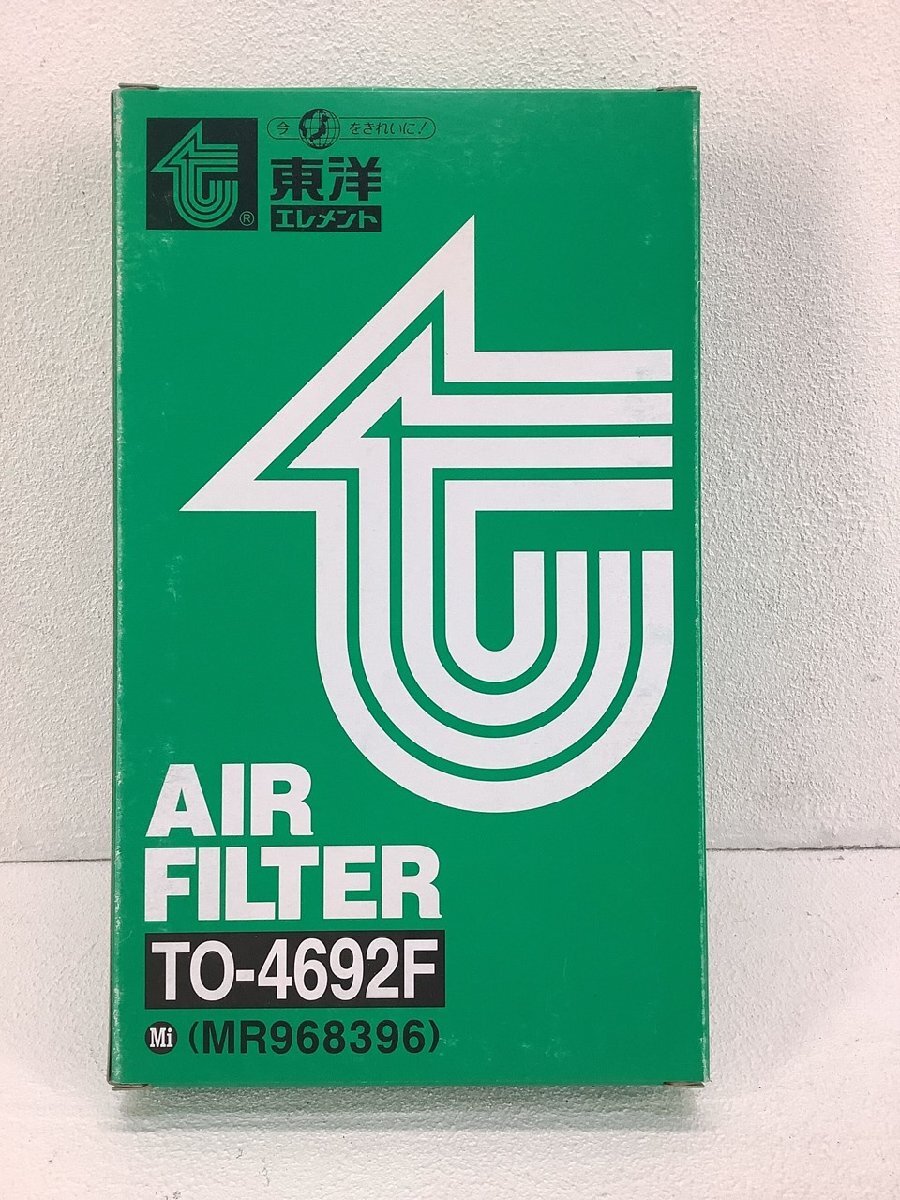 今 をきれいに!
東洋
エレメント
®
AIR
FILTER
TO-4692F
Mi (MR968396)